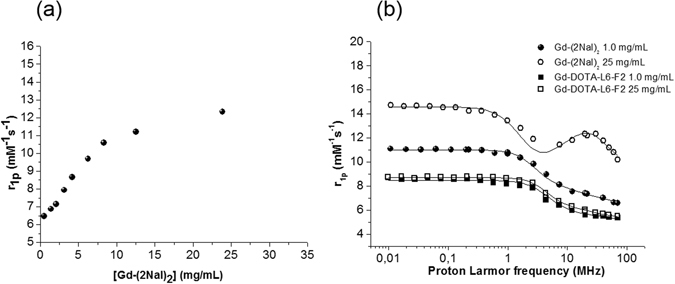 (a)
r1p (mM-1s-1)
16
15
14
13
12
11
10
9
8
7
6
5
0 5 10 15 20 25 30 35
[Gd-(2Nal)2] (mg/mL)
(b)
r1p (mM-1s-1)
20
18
16
14
12
10
8
6
4
0,01 0,1 1 10 100
Proton Larmor frequency (MHz)
Gd-(2Nal)2 1.0 mg/mL
Gd-(2Nal)2 25 mg/mL
Gd-DOTA-L6-F2 1.0 mg/mL
Gd-DOTA-L6-F2 25 mg/mL